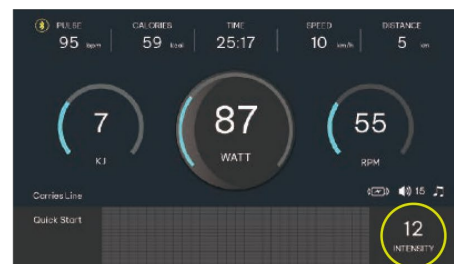 PULSE CALORIES TIME SPEED DISTANCE
95 bpm 59 kcal 25:17 10 km/h 5 km
7 87 55
KJ WATT RPM
15
Carries Line
Quick Start
12
INTENSITY